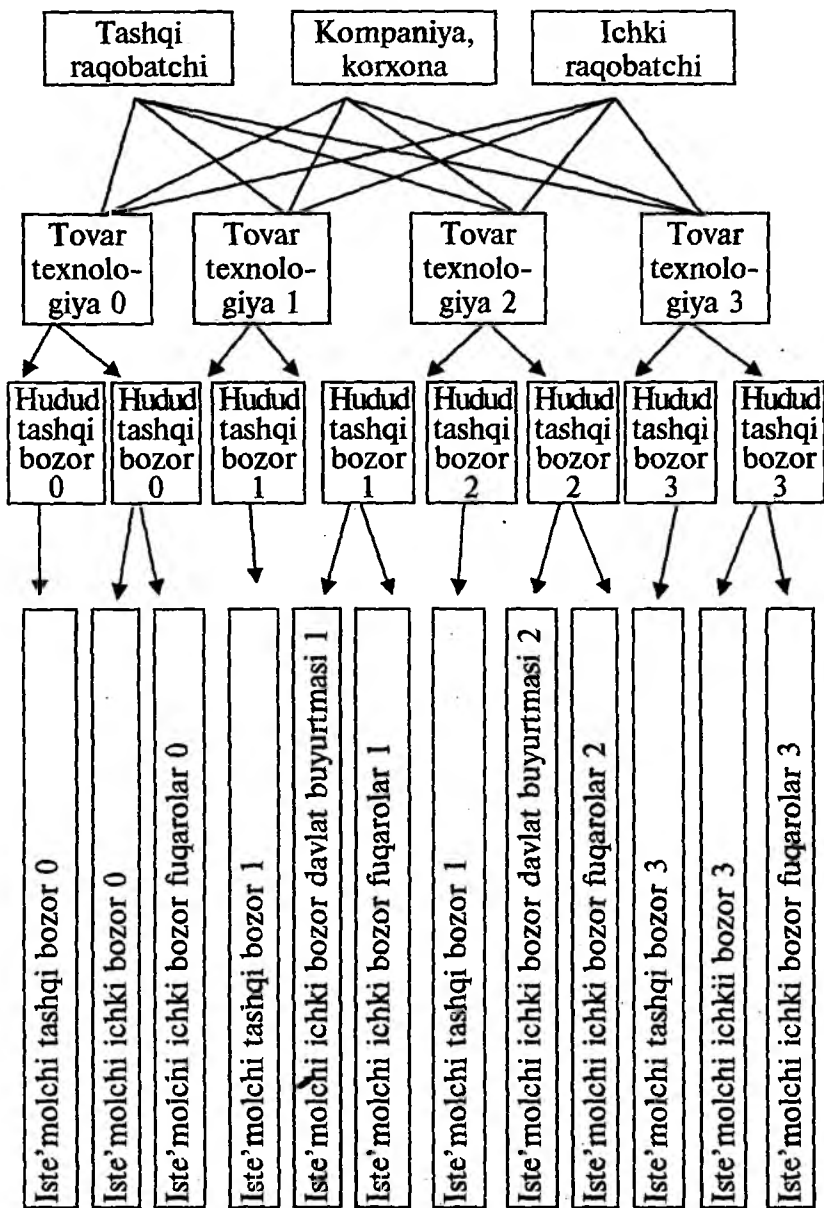 Tashqi
raqobatchi
Kompaniya,
korxona
Ichki
raqobatchi
Tovar
texnolo-
giya 0
Tovar
texnolo-
giya 1
Tovar
texnolo-
giya 2
Tovar
texnolo-
giya 3
Hudud
tashqi
bozor
0
Hudud
tashqi
bozor
0
Hudud
tashqi
bozor
1
Hudud
tashqi
bozor
1
Hudud
tashqi
bozor
2
Hudud
tashqi
bozor
2
Hudud
tashqi
bozor
3
Hudud
tashqi
bozor
3
Iste’molchi tashqi bozor 0
Iste’molchi ichki bozor 0
Iste’molchi ichki bozor fuqarolar 0
Iste’molchi tashqi bozor 1
Iste’molchi ichki bozor davlat buyurtmasi 1
Iste’molchi ichki bozor fuqarolar 1
Iste’molchi tashqi bozor 1
Iste’molchi ichki bozor davlat buyurtmasi 2
Iste’molchi ichki bozor fuqarolar 2
Iste’molchi tashqi bozor 3
Iste’molchi ichkii bozor 3
Iste’molchi ichki bozor fuqarolar 3